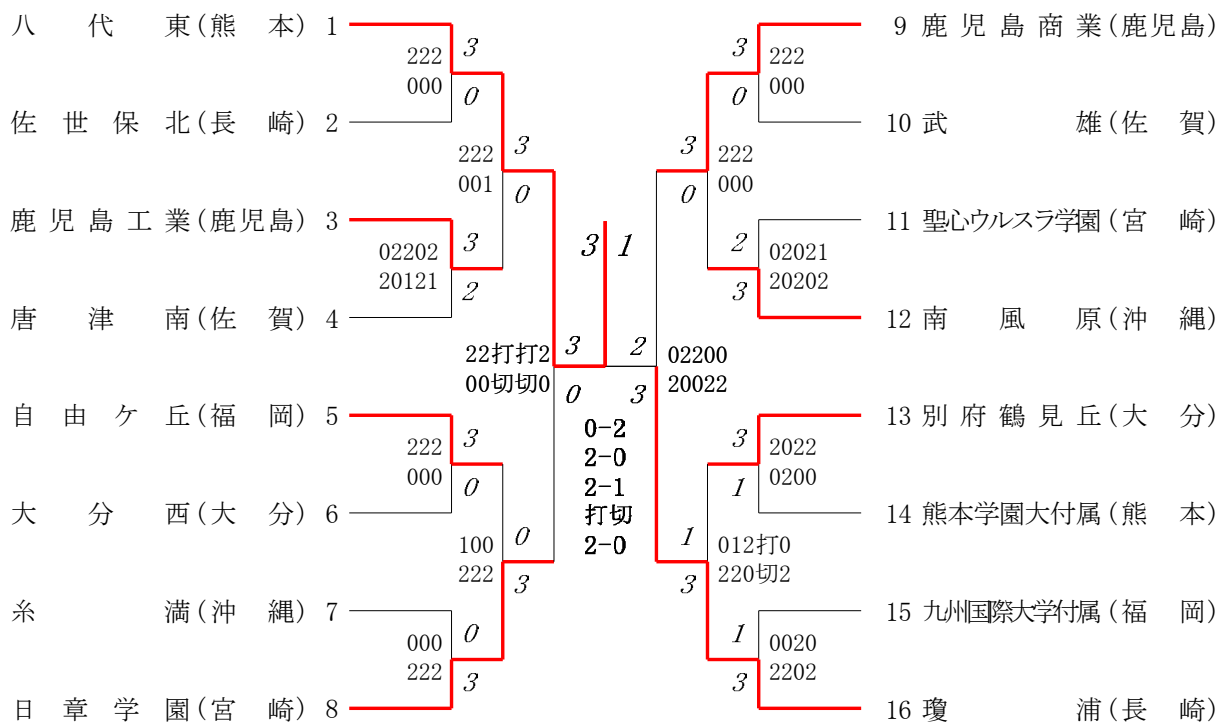 八代東(熊本) 1
222 3
000 0
佐世保北(長崎) 2
222 3
001 0
鹿児島工業(鹿児島) 3
02202 3
20121 2
唐津南(佐賀) 4
22打打2 3
00切切0 0
自由ケ丘(福岡) 5
222 3
000 0
大分西(大分) 6
100 0
222 3
糸満(沖縄) 7
000 0
222 3
日章学園(宮崎) 8
3 1
0-2
2-0
2-1
打切
2-0
9 鹿児島商業(鹿児島)
3 222
0 000
10 武雄(佐賀)
3 222
0 000
11 聖心ウルスラ学園(宮崎)
2 02021
3 20202
12 南風原(沖縄)
2 02200
3 20022
13 別府鶴見丘(大分)
3 2022
1 0200
14 熊本学園大付属(熊本)
1 012打0
3 220切2
15 九州国際大学付属(福岡)
1 0020
3 2202
16 瓊浦(長崎)